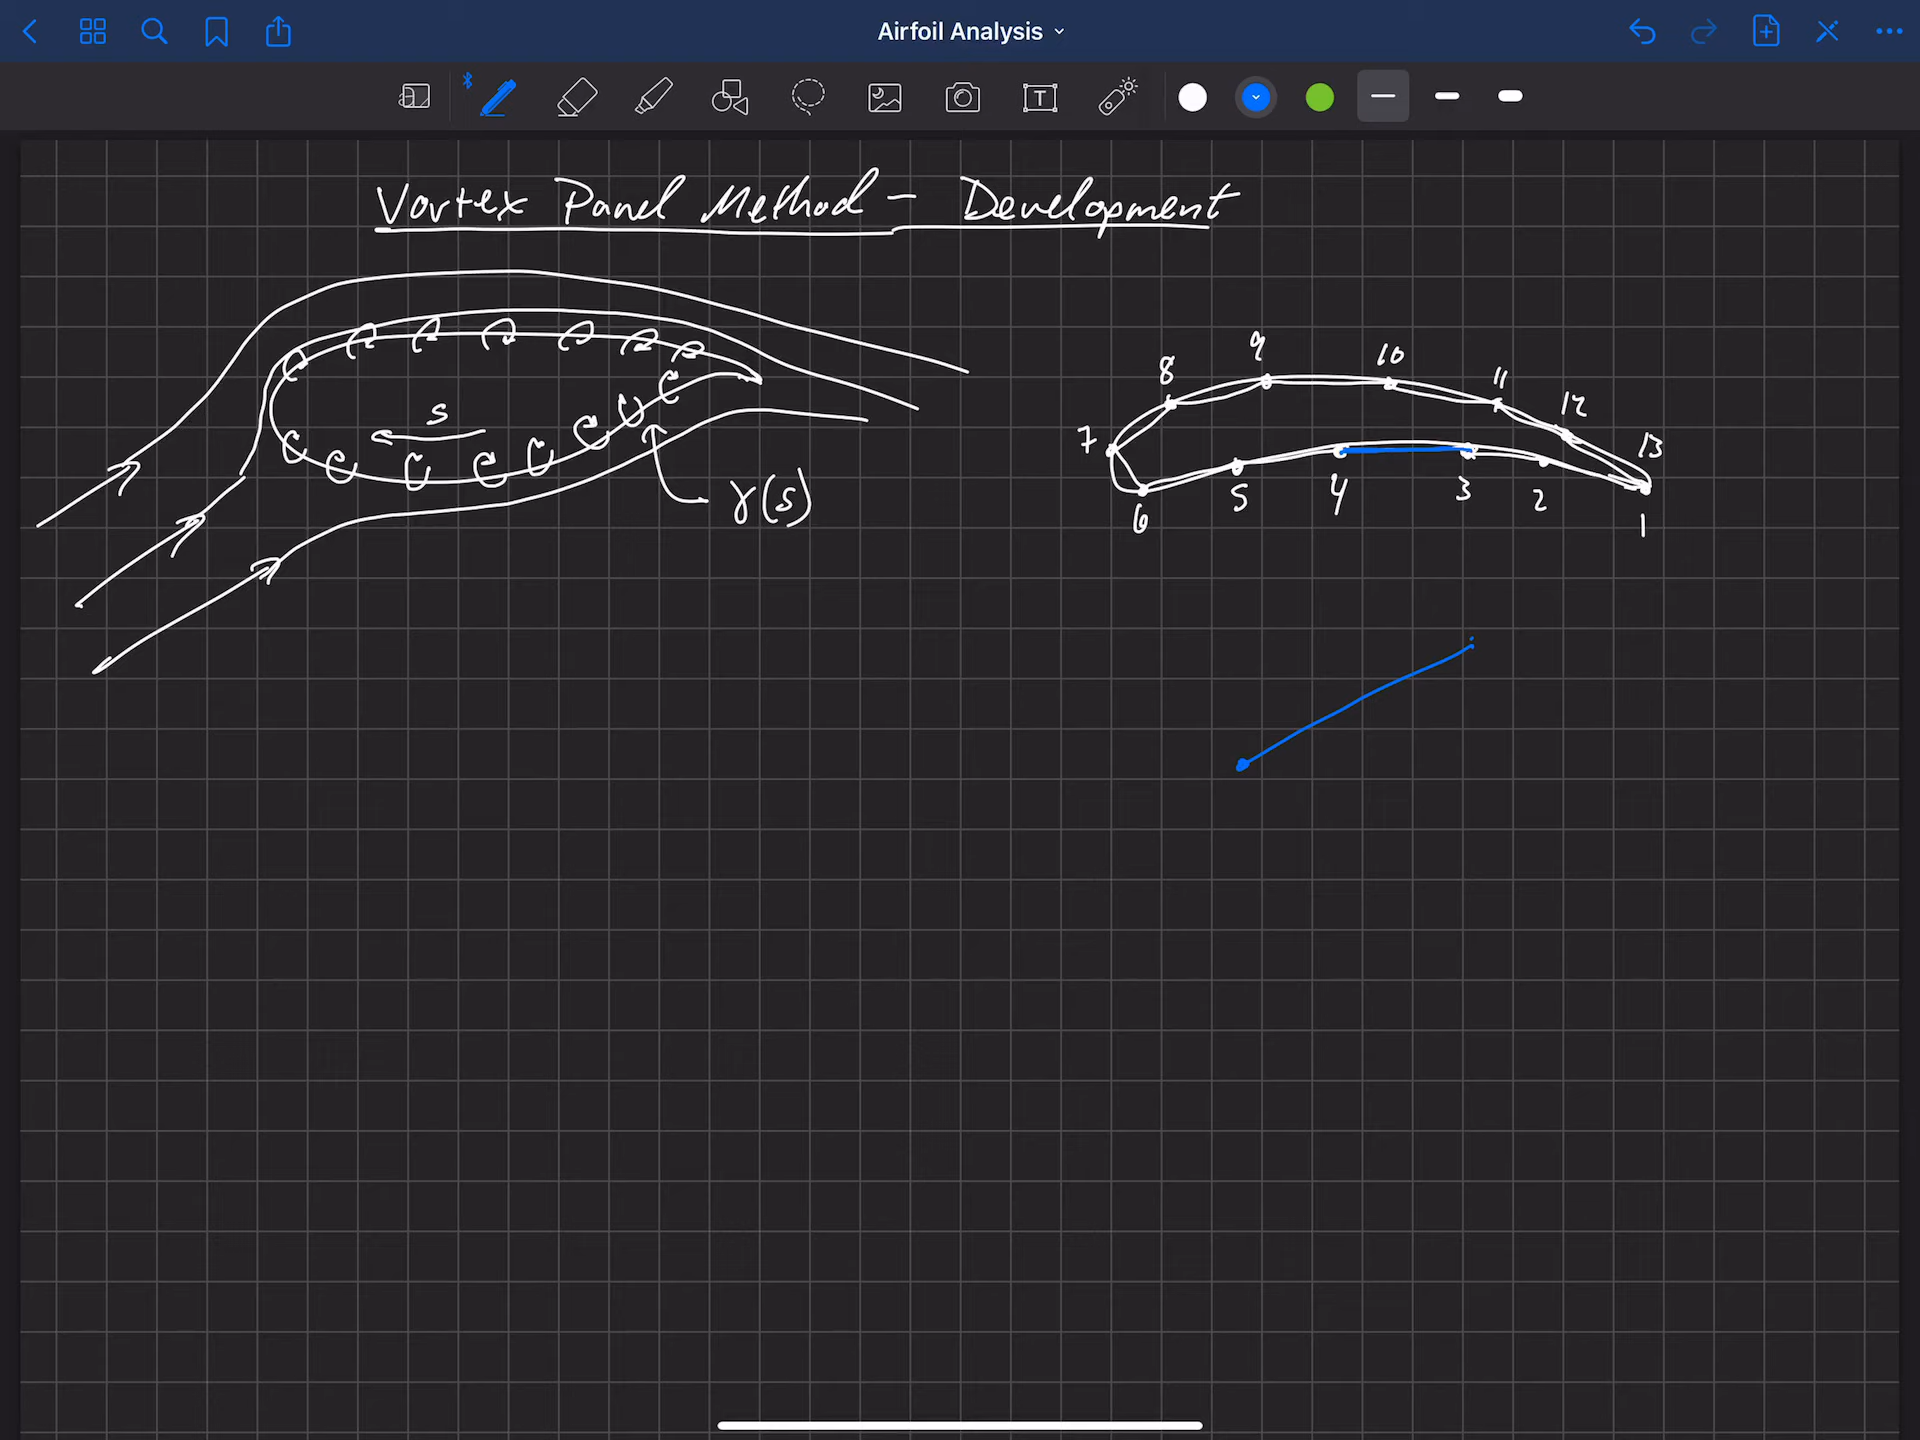 Airfoil Analysis
T
Vortex Panel Method - Development
s
γ(s)
9
8
10
11
12
7
13
6
5
4
3
2
1